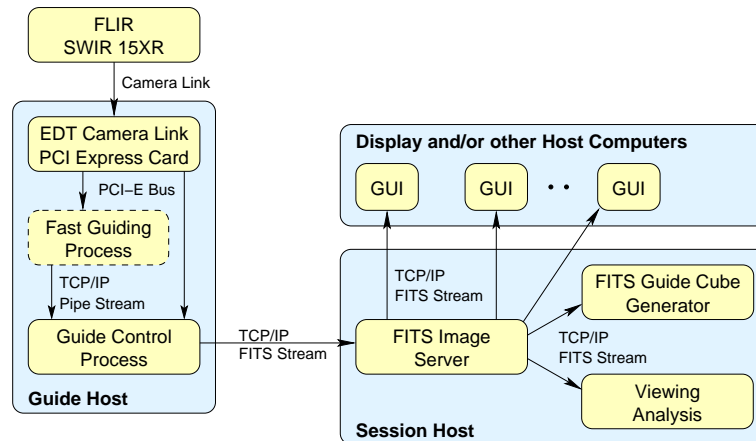 FLIR
SWIR 15XR
Camera Link
EDT Camera Link
PCI Express Card
PCI−E Bus
Fast Guiding
Process
TCP/IP
Pipe Stream
Guide Control
Process
Guide Host
TCP/IP
FITS Stream
Display and/or other Host Computers
GUI
GUI
GUI
TCP/IP
FITS Stream
FITS Image
Server
FITS Guide Cube
Generator
TCP/IP
FITS Stream
Viewing
Analysis
Session Host